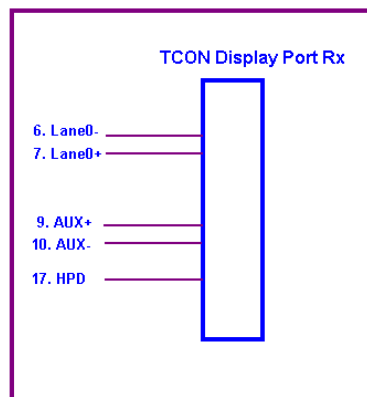 TCON Display Port Rx
6. Lane0-
7. Lane0+
9. AUX+
10. AUX-
17. HPD